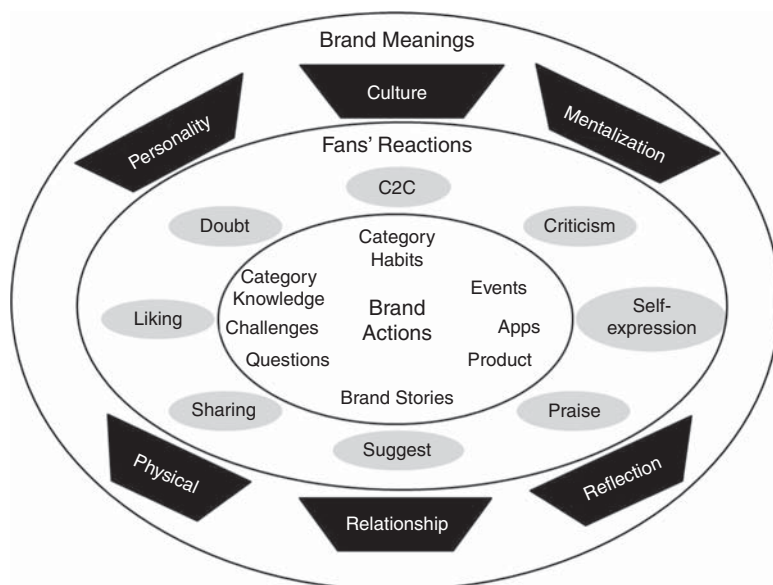 Brand Meanings
Culture
Personality
Mentalization
Fans' Reactions
C2C
Doubt
Criticism
Category
Habits
Category
Knowledge
Events
Brand
Actions
Liking
Challenges
Apps
Self-
expression
Questions
Product
Brand Stories
Sharing
Praise
Suggest
Physical
Reflection
Relationship